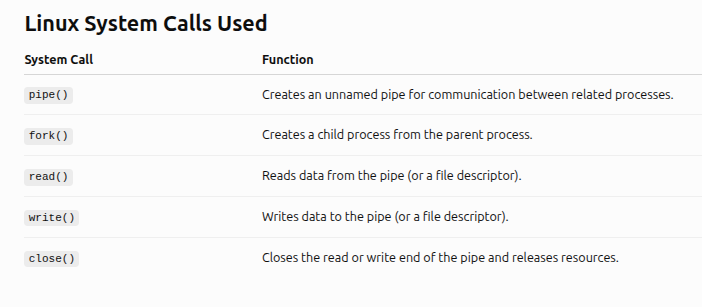 Linux System Calls Used
System Call Function
pipe() Creates an unnamed pipe for communication between related processes.
fork() Creates a child process from the parent process.
read() Reads data from the pipe (or a file descriptor).
write() Writes data to the pipe (or a file descriptor).
close() Closes the read or write end of the pipe and releases resources.